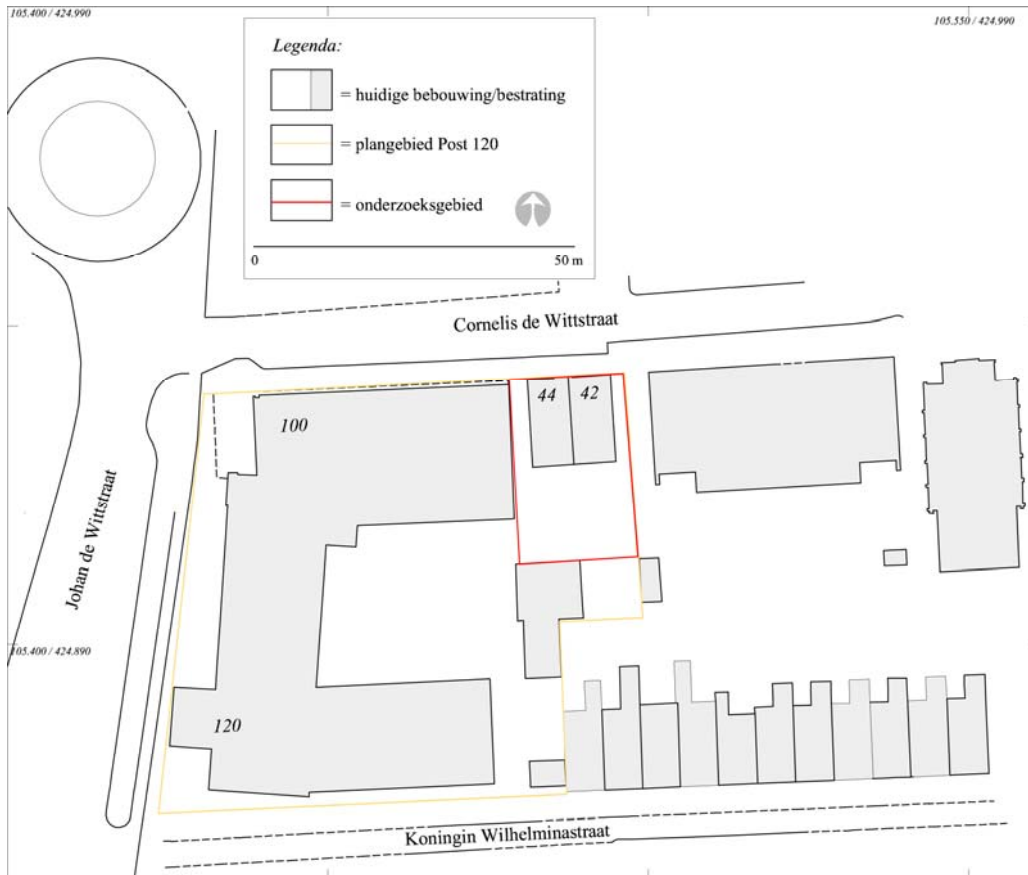 105.400 / 424.990
105.550 / 424.990
Legenda:
= huidige bebouwing/bestrating
= plangebied Post 120
= onderzoeksgebied
0
50 m
Cornelis de Wittstraat
44
42
100
Johan de Wittstraat
105.400 / 424.890
120
Koningin Wilhelminastraat